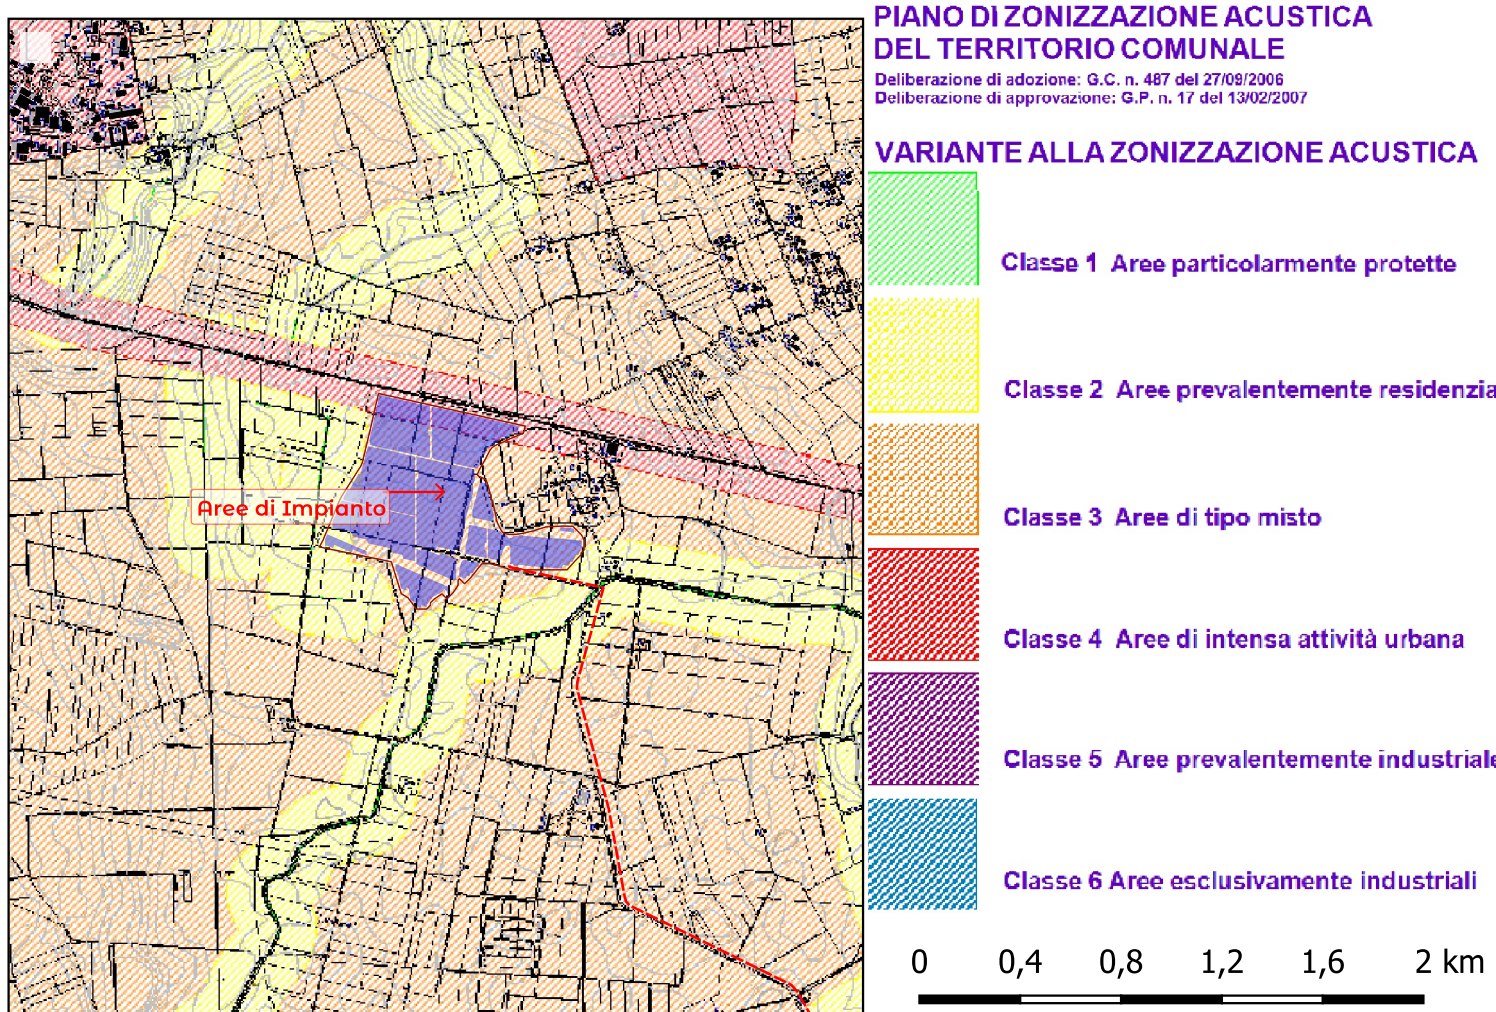 PIANO DI ZONIZZAZIONE ACUSTICA
DEL TERRITORIO COMUNALE
Deliberazione di adozione: G.C. n. 487 del 27/09/2006
Deliberazione di approvazione: G.P. n. 17 del 13/02/2007
VARIANTE ALLA ZONIZZAZIONE ACUSTICA
Classe 1 Aree particolarmente protette
Classe 2 Aree prevalentemente residenzia
Classe 3 Aree di tipo misto
Classe 4 Aree di intensa attività urbana
Classe 5 Aree prevalentemente industriale
Classe 6 Aree esclusivamente industriali
Aree di Impianto
0 0,4 0,8 1,2 1,6 2 km